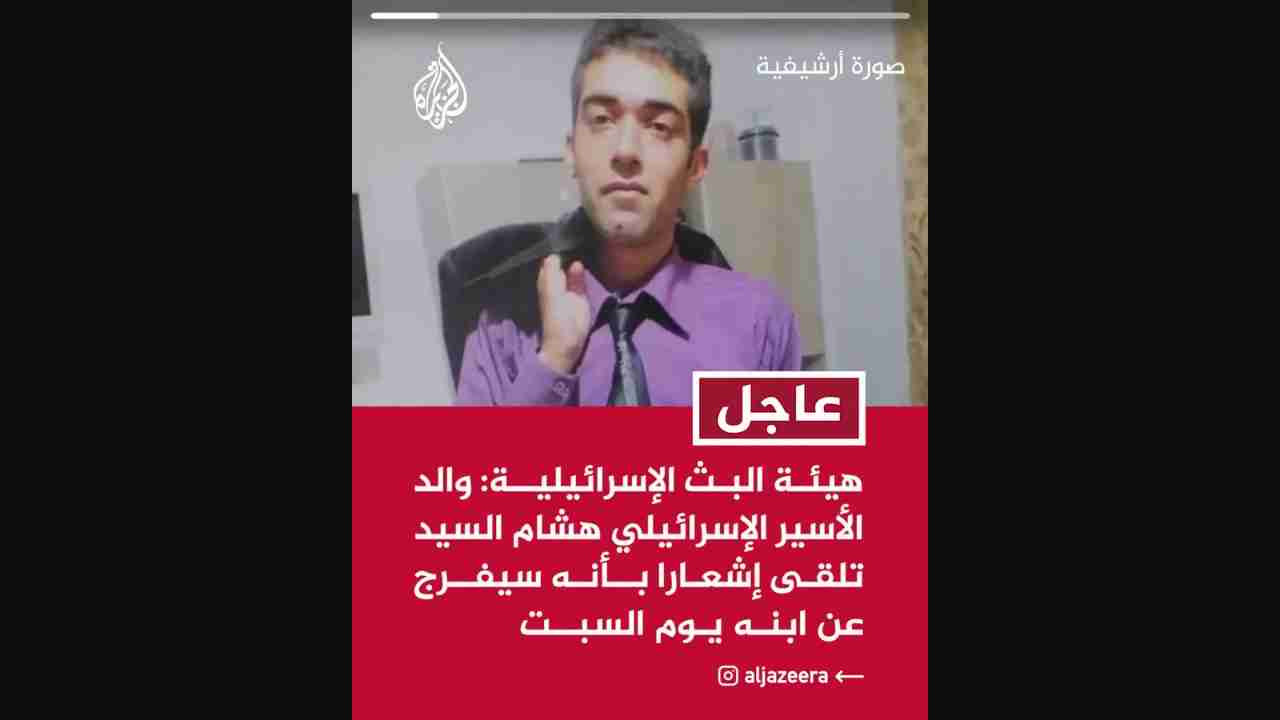 صورة أرشيفية
الجزيرة
عاجل
هيئة البث الإسرائيلية: والد
الأسير الإسرائيلي هشام السيد
تلقى إشعارا بأنه سيفرج
عن ابنه يوم السبت
aljazeera